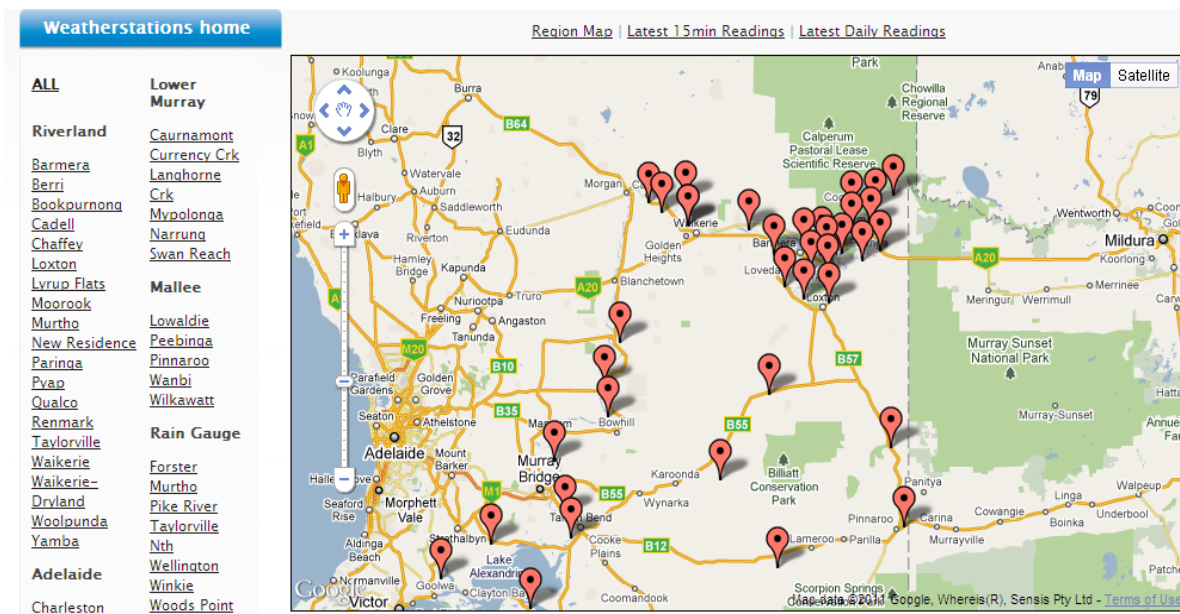 Weatherstations home
Region Map | Latest 15min Readings | Latest Daily Readings
ALL
Riverland
Barmera
Berri
Bookpurnong
Cadell
Chaffey
Loxton
Lyrup Flats
Moorook
Murtho
New Residence
Paringa
Pyap
Qualco
Renmark
Taylorville
Waikerie
Waikerie-
Dryland
Woolpunda
Yamba
Adelaide
Charleston
Lower
Murray
Caurnamont
Currency Crk
Langhorne
Crk
Mypolonga
Narrung
Swan Reach
Mallee
Lowaldie
Peebinga
Pinnaroo
Wanbi
Wilkawatt
Rain Gauge
Forster
Murtho
Pike River
Taylorville
Nth
Wellington
Winkie
Woods Point
Map
Satellite
Park
Koolunga
Burra
Chowilla
Regional
Reserve
79
B64
32
A1
Clare
Blyth
Calperum
Pastoral Lease
Scientific Reserve
Watervale
Auburn
Halbury
Saddleworth
Morgan
Riverton
Eudunda
Waikerie
Golden
Heights
Wentworth
Mildura
Koorlong
A20
Hamley
Bridge
Kapunda
Truro
A20
Blanchetown
Loxton
Merrinee
Meringur
Werrimull
Nuriootpa
Freeling
Angaston
Tanunda
M20
Murray Sunset
National Park
B10
B57
Parafield
Gardens
Golden
Grove
Seaton
Athelstone
B35
Bowhill
B55
Murray-Sunset
Adelaide
Mount
Barker
Murray
Bridge
Karoonda
Billiatt
Conservation
Park
Panitya
M1
B55
Wynarka
Linga
Walpeup
Seaford
Rise
Morphett
Vale
Pinnaroo
Carina
Cowangie
Boinka
Underbool
Strathalbyn
Cooke
Plains
B12
Lameroo
Parilla
Murrayville
Aldinga
Beach
Lake
Normanville
Goolwa
Clayton Bay
Coomandook
Scorpion Springs
Victor
Google
Map data ©2011 Google, Whereis(R), Sensis Pty Ltd - Terms of Use